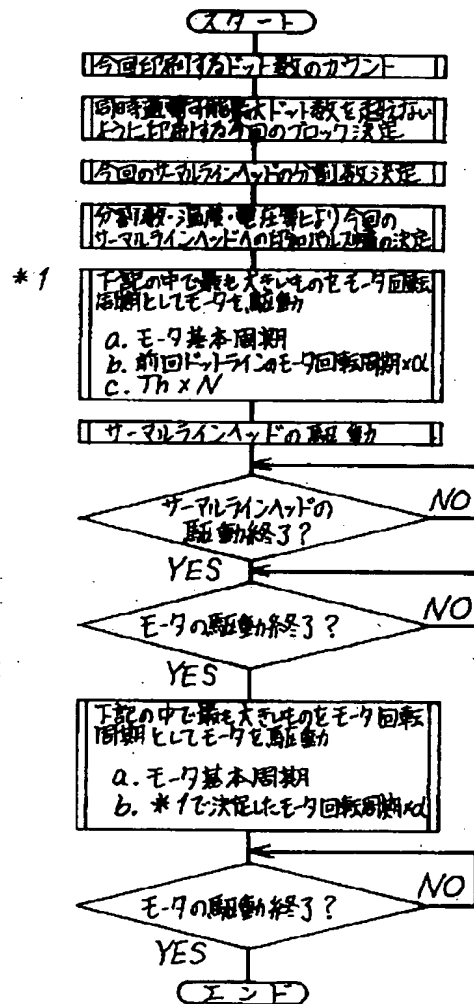 スタート
今回印刷するドット数のカウント
同時通電可能最大ドット数を超えない
ように印刷する今回のブロック決定
今回のサーマルラインヘッドの分割数決定
分割数・温度・電圧等により今回の
サーマルラインヘッドへの印加パルス幅の決定
*1
下記の中で最も大きいものをモータ回転
周期としてモータを駆動
a. モータ基本周期
b. 前回ドットラインのモータ回転周期×α
c. Th×N
サーマルラインヘッドの駆動
サーマルラインヘッドの
駆動終了?
NO
YES
モータの駆動終了?
NO
YES
下記の中で最も大きいものをモータ回転
周期としてモータを駆動
a. モータ基本周期
b. *1で決定したモータ回転周期×α
モータの駆動終了?
NO
YES
エンド